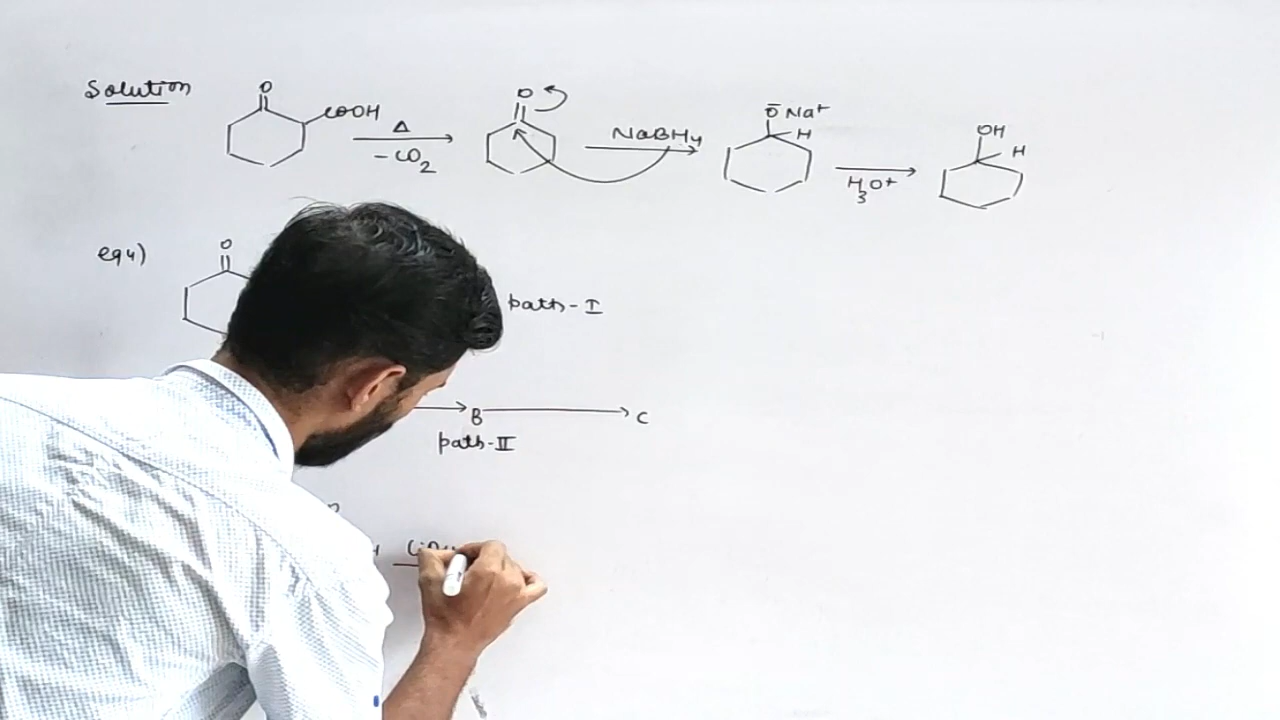 Solution
O
COOH
Δ
-CO2
O
NaBH4
Ō Na+
H
H3O+
OH
H
eq4)
O
path-I
B
C
path-II